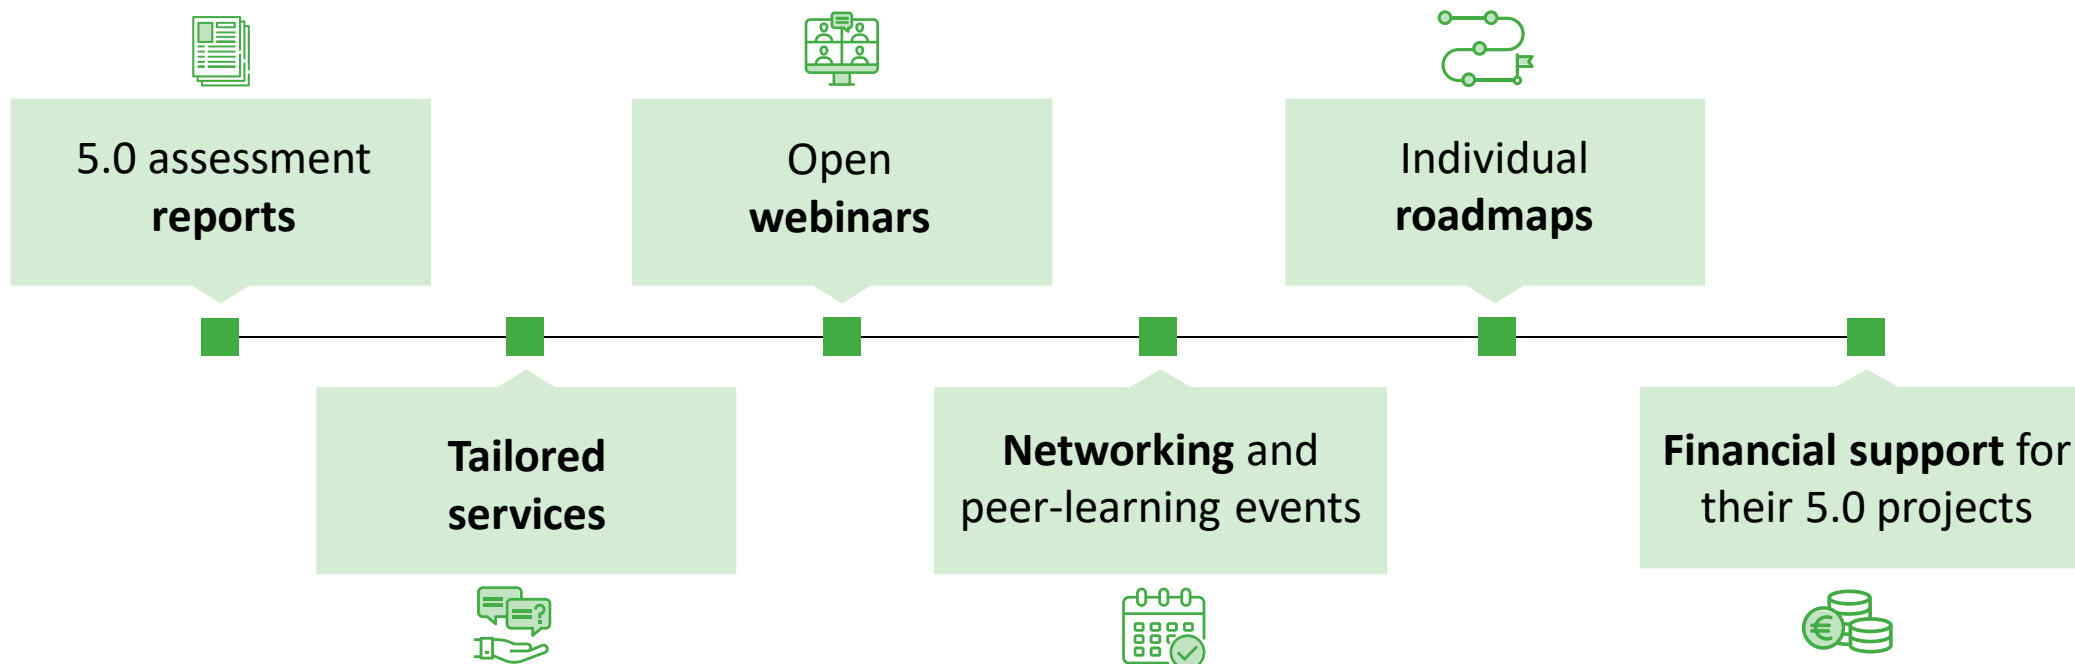 5.0 assessment
reports
Open
webinars
Individual
roadmaps
Tailored
services
Networking and
peer-learning events
Financial support for
their 5.0 projects
?
€